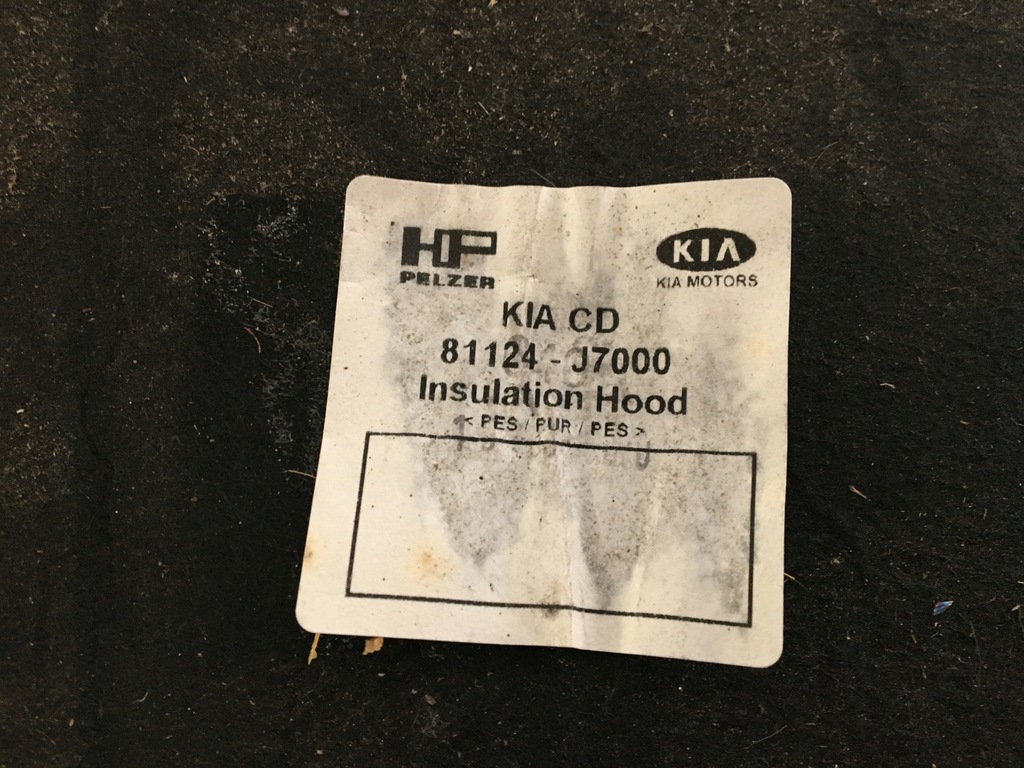 HP
PELZER
KIA
KIA MOTORS
KIA CD
81124 - J7000
Insulation Hood
< PES / PUR / PES >